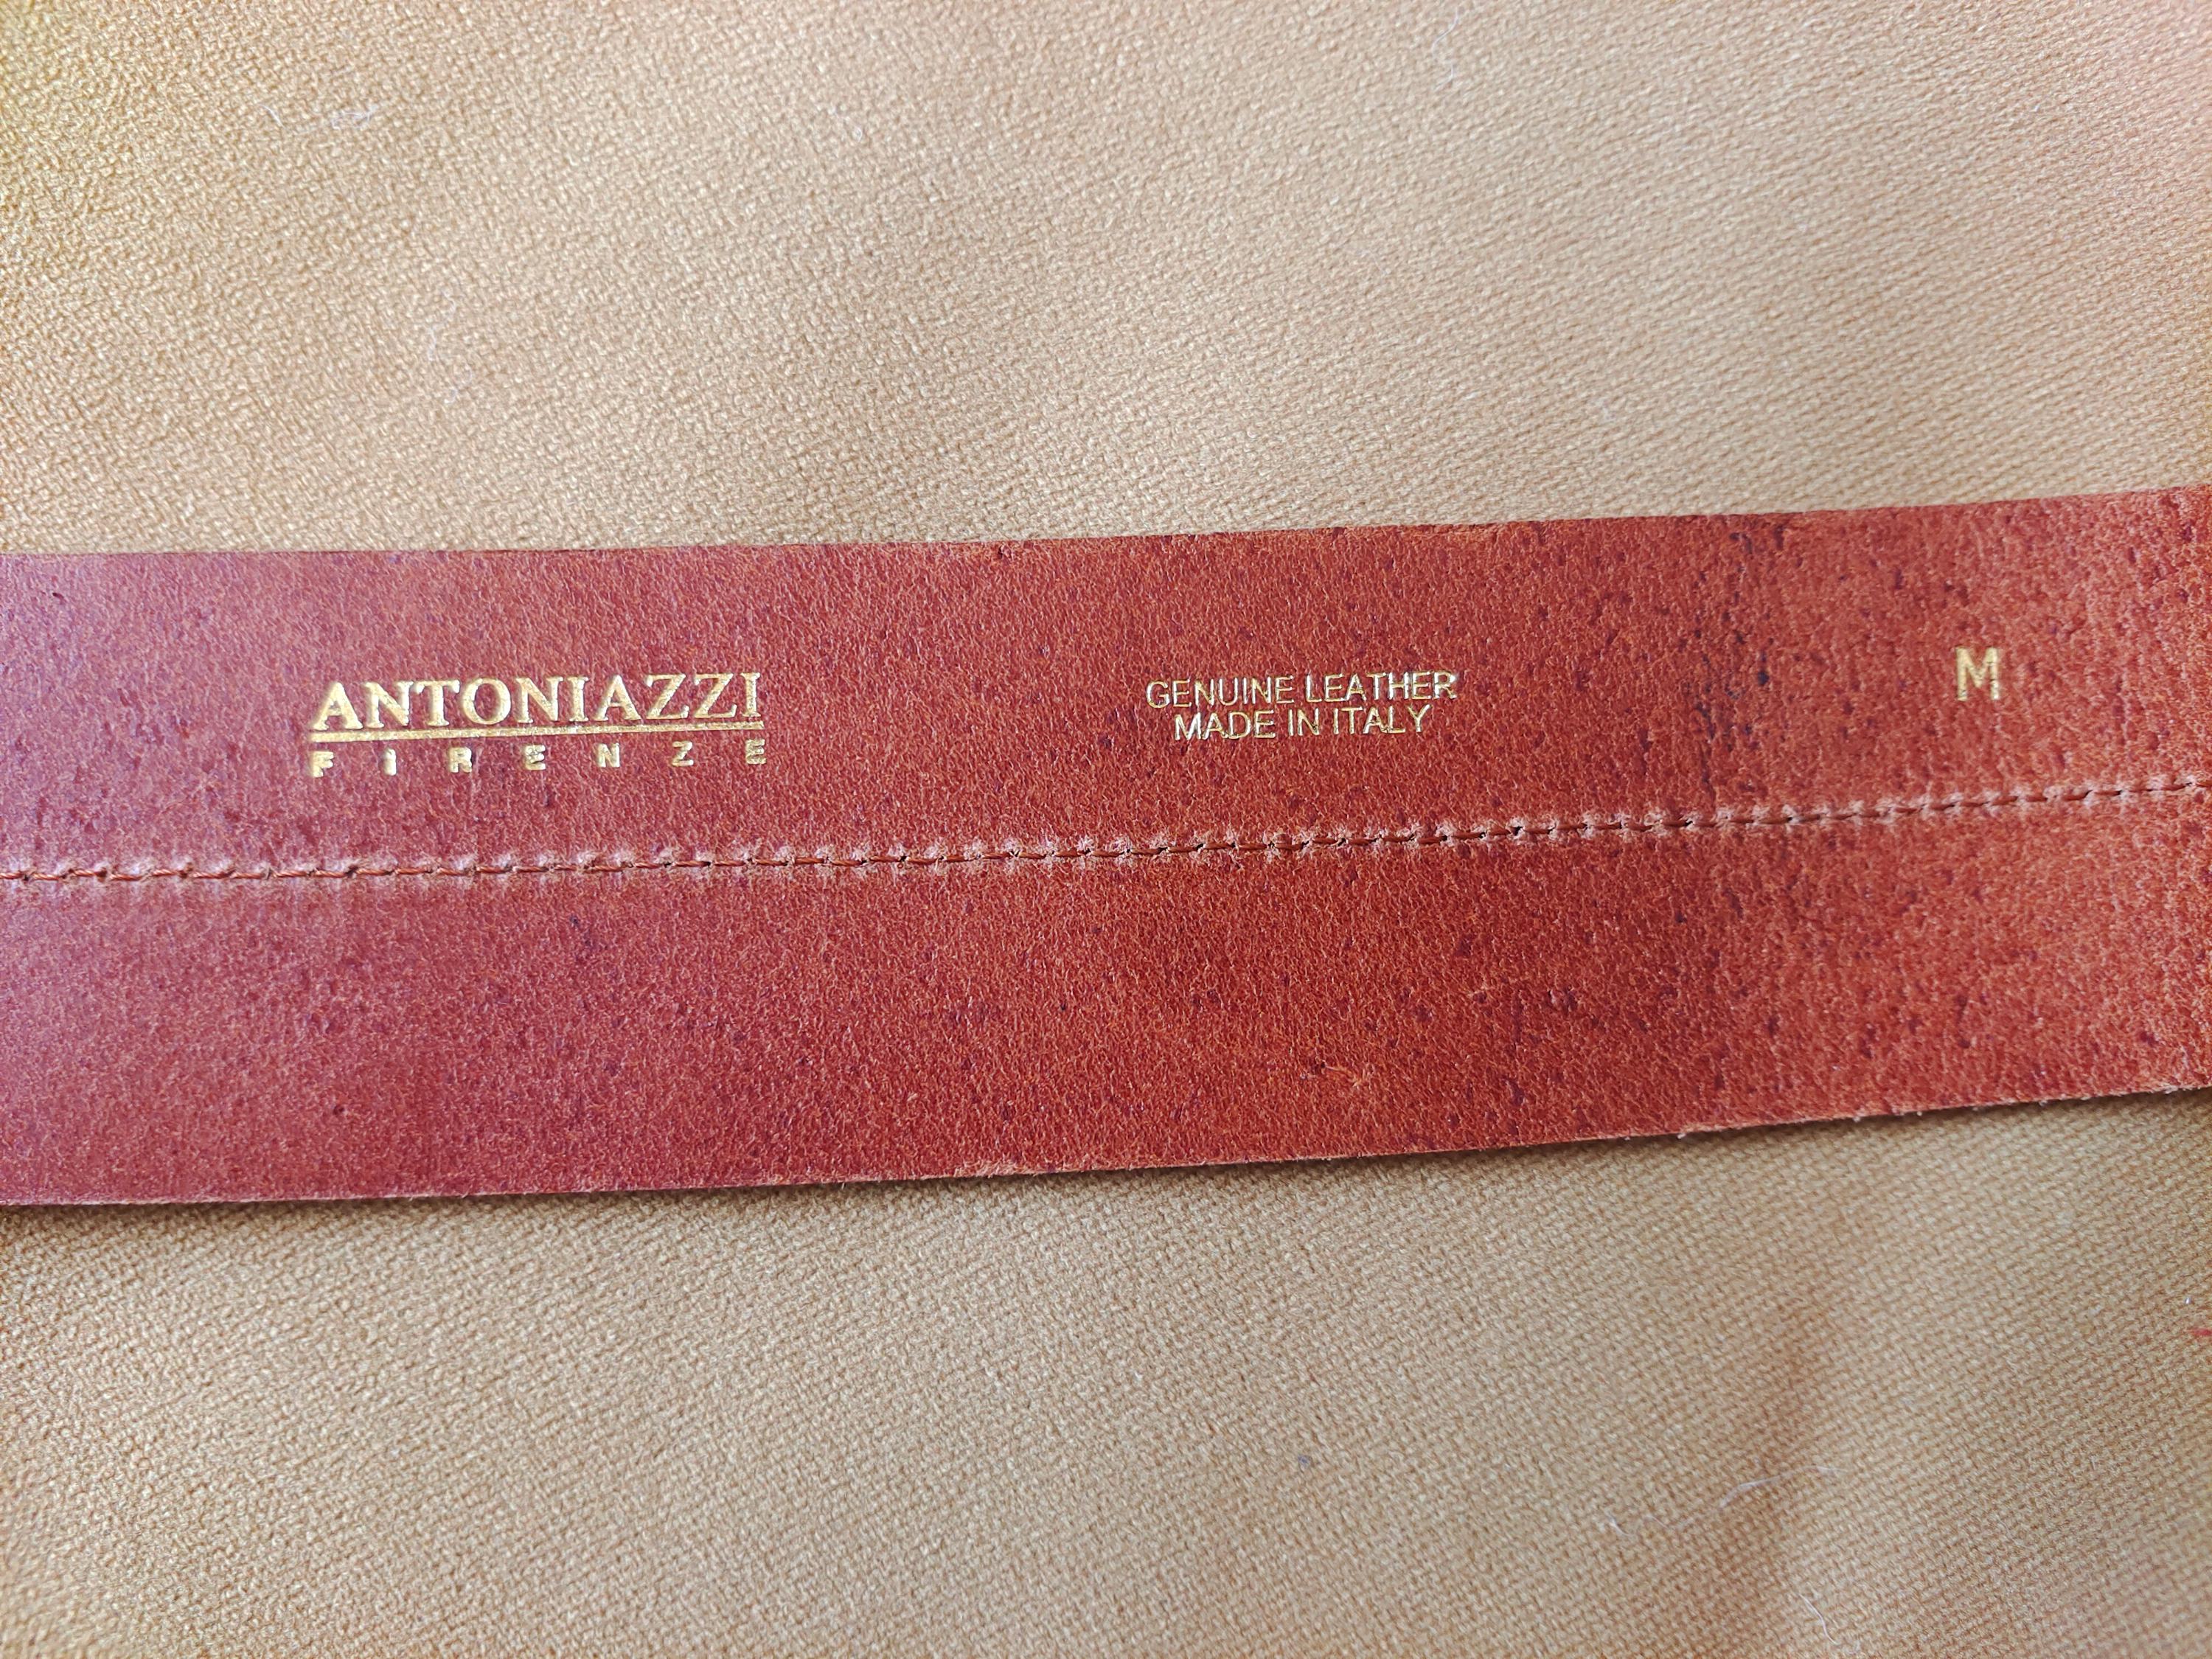 ANTONIAZZI
FIRENZE
GENUINE LEATHER
MADE IN ITALY
M